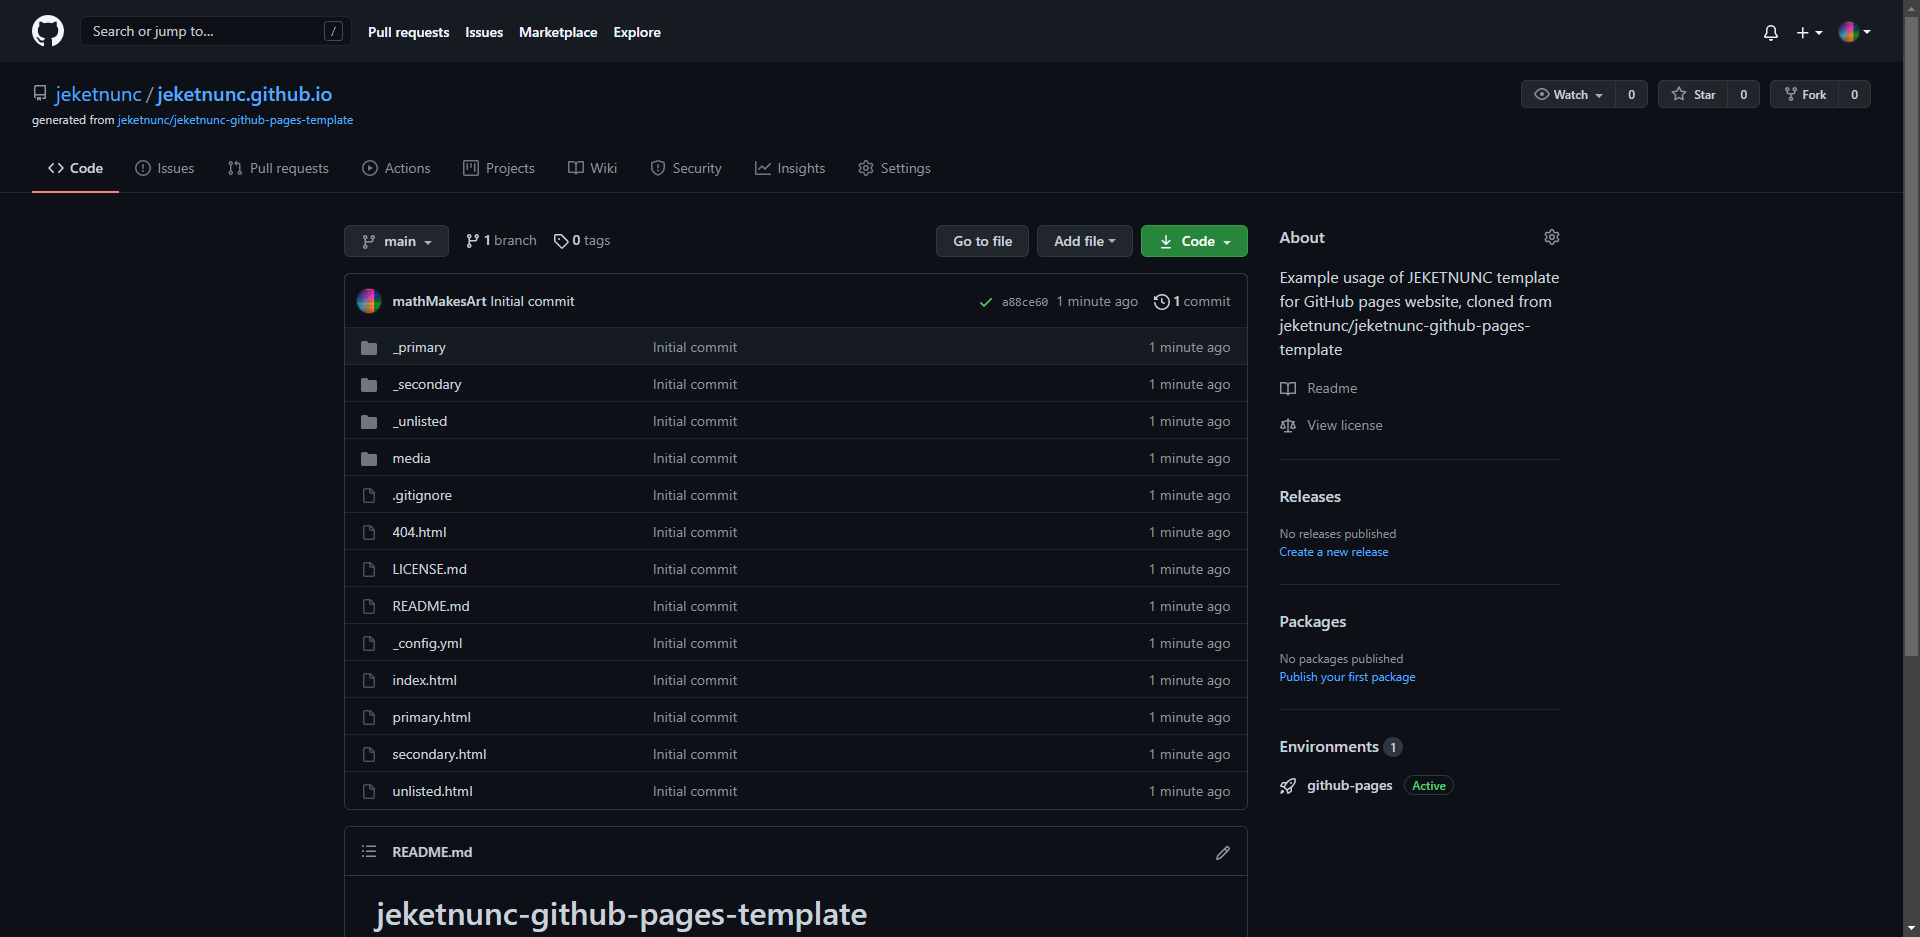 Search or jump to... /
Pull requests Issues Marketplace Explore
jeketnunc / jeketnunc.github.io
Watch 0 Star 0 Fork 0
generated from jeketnunc/jeketnunc-github-pages-template
Code Issues Pull requests Actions Projects Wiki Security Insights Settings
main 1 branch 0 tags Go to file Add file Code
mathMakesArt Initial commit a88ce60 1 minute ago 1 commit
_primary Initial commit 1 minute ago
_secondary Initial commit 1 minute ago
_unlisted Initial commit 1 minute ago
media Initial commit 1 minute ago
.gitignore Initial commit 1 minute ago
404.html Initial commit 1 minute ago
LICENSE.md Initial commit 1 minute ago
README.md Initial commit 1 minute ago
_config.yml Initial commit 1 minute ago
index.html Initial commit 1 minute ago
primary.html Initial commit 1 minute ago
secondary.html Initial commit 1 minute ago
unlisted.html Initial commit 1 minute ago
README.md
jeketnunc-github-pages-template
About
Example usage of JEKETNUNC template
for GitHub pages website, cloned from
jeketnunc/jeketnunc-github-pages-
template
Readme
View license
Releases
No releases published
Create a new release
Packages
No packages published
Publish your first package
Environments 1
github-pages Active